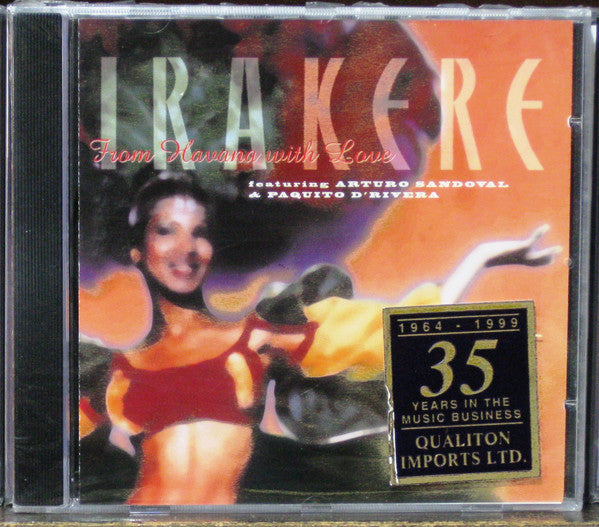 IRAKERE
From Havana with Love
featuring ARTURO SANDOVAL
& PAQUITO D'RIVERA
1964 - 1999
35
YEARS IN THE
MUSIC BUSINESS
QUALITON
IMPORTS LTD.